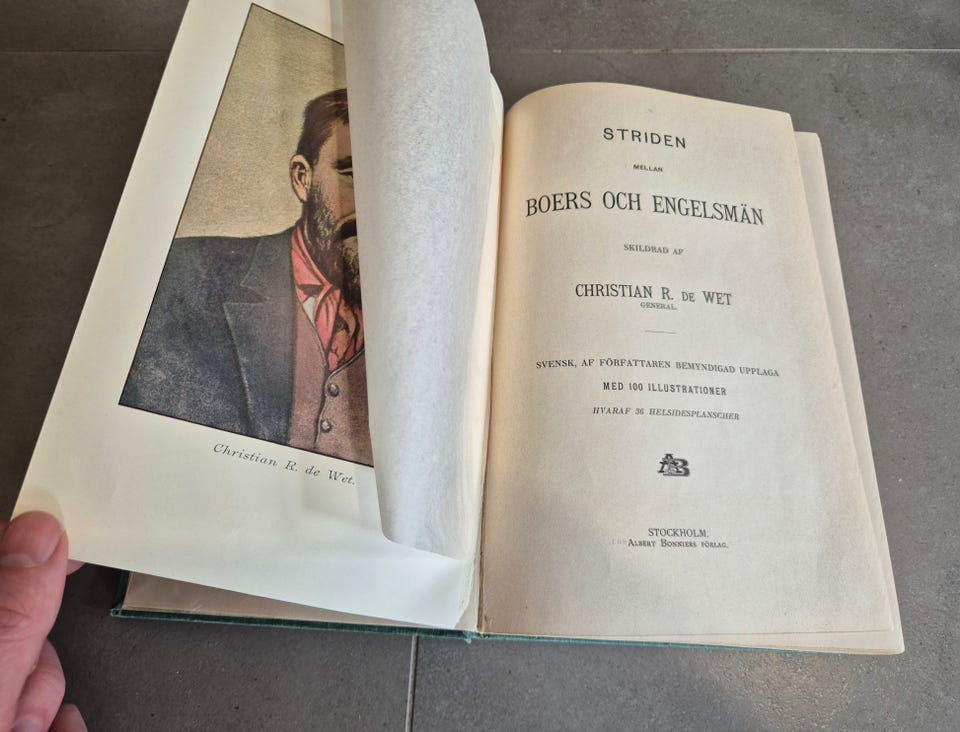 Christian R. de Wet.
STRIDEN
MELLAN
BOERS OCH ENGELSMÄN
SKILDRAD AF
CHRISTIAN R. DE WET
GENERAL.
SVENSK, AF FÖRFATTAREN BEMYNDIGAD UPPLAGA
MED 100 ILLUSTRATIONER
HVARAF 36 HELSIDESPLANSCHER
STOCKHOLM.
ALBERT BONNIERS FÖRLAG.